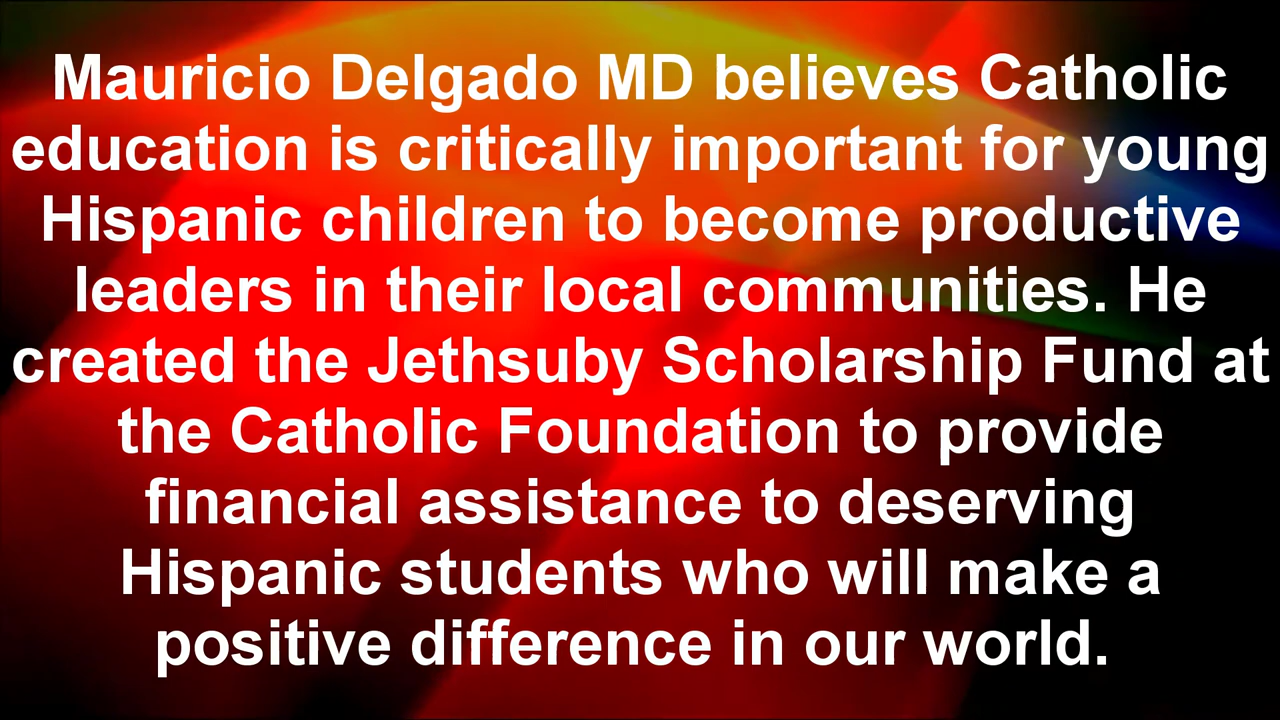 Mauricio Delgado MD believes Catholic
education is critically important for young
Hispanic children to become productive
leaders in their local communities. He
created the Jethsuby Scholarship Fund at
the Catholic Foundation to provide
financial assistance to deserving
Hispanic students who will make a
positive difference in our world.